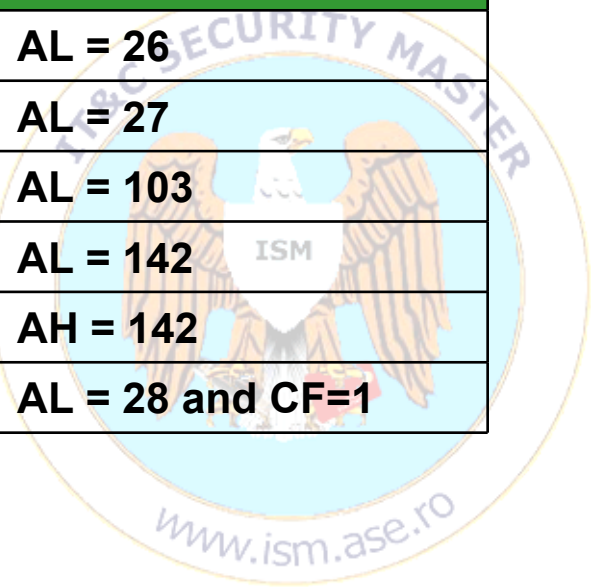 AL = 26
AL = 27
AL = 103
AL = 142
AH = 142
AL = 28 and CF=1
IT&C SECURITY MASTER
ISM
www.ism.ase.ro